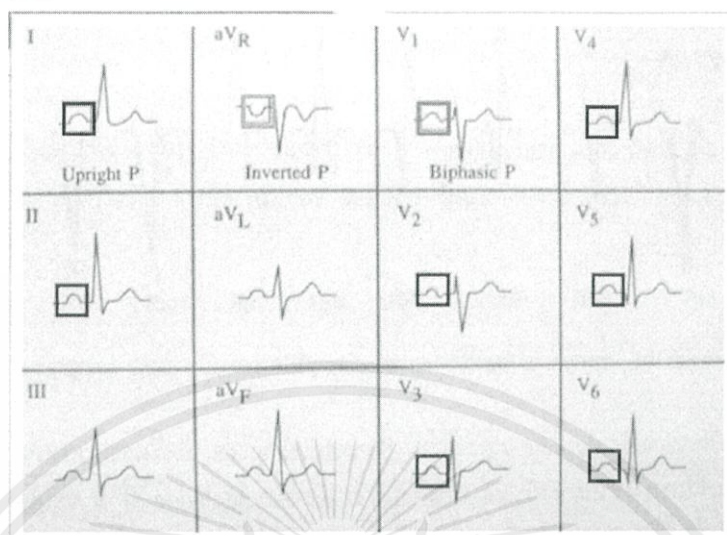 I
aVR
V1
V4
Upright P
Inverted P
Biphasic P
II
aVL
V2
V5
III
aVF
V3
V6